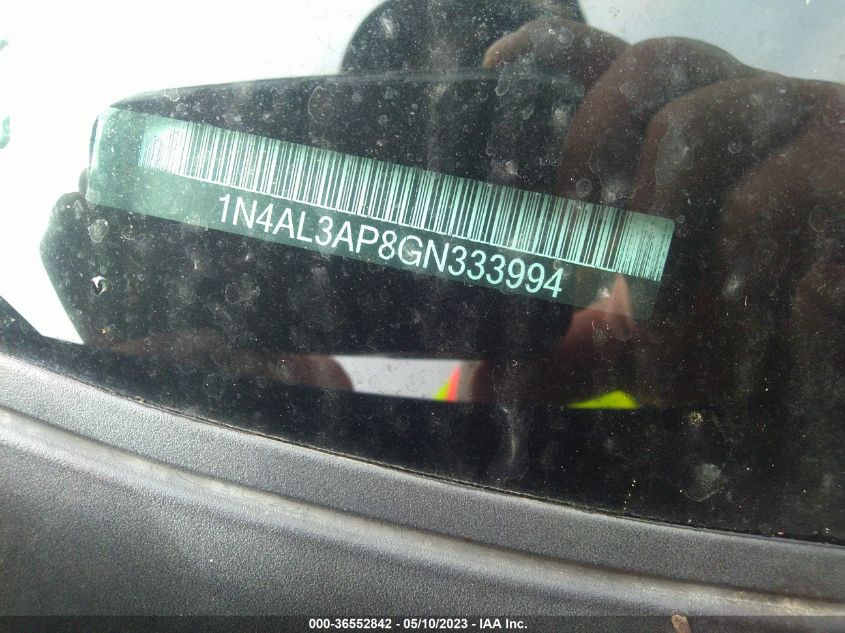 1N4AL3AP8GN333994
000-36552842 - 05/10/2023 - IAA Inc.